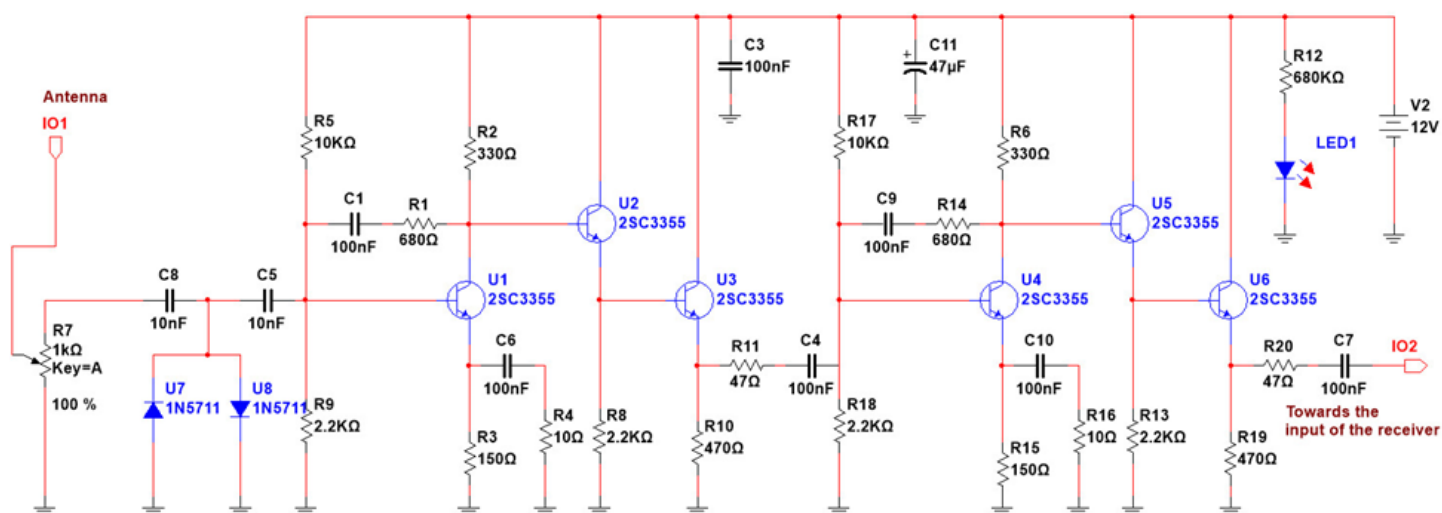 Antenna
IO1
R7
1kΩ
Key=A
100 %
C8
10nF
C5
10nF
U7
1N5711
U8
1N5711
R5
10KΩ
C1
100nF
R1
680Ω
R9
2.2KΩ
R2
330Ω
U1
2SC3355
C6
100nF
R3
150Ω
R4
10Ω
U2
2SC3355
R8
2.2KΩ
U3
2SC3355
R10
470Ω
C3
100nF
R11
47Ω
C4
100nF
R17
10KΩ
C11
+
47µF
C9
100nF
R14
680Ω
R18
2.2KΩ
R6
330Ω
U4
2SC3355
C10
100nF
R15
150Ω
R16
10Ω
U5
2SC3355
R13
2.2KΩ
U6
2SC3355
R19
470Ω
R20
47Ω
C7
100nF
IO2
Towards the
input of the receiver
R12
680KΩ
LED1
V2
12V